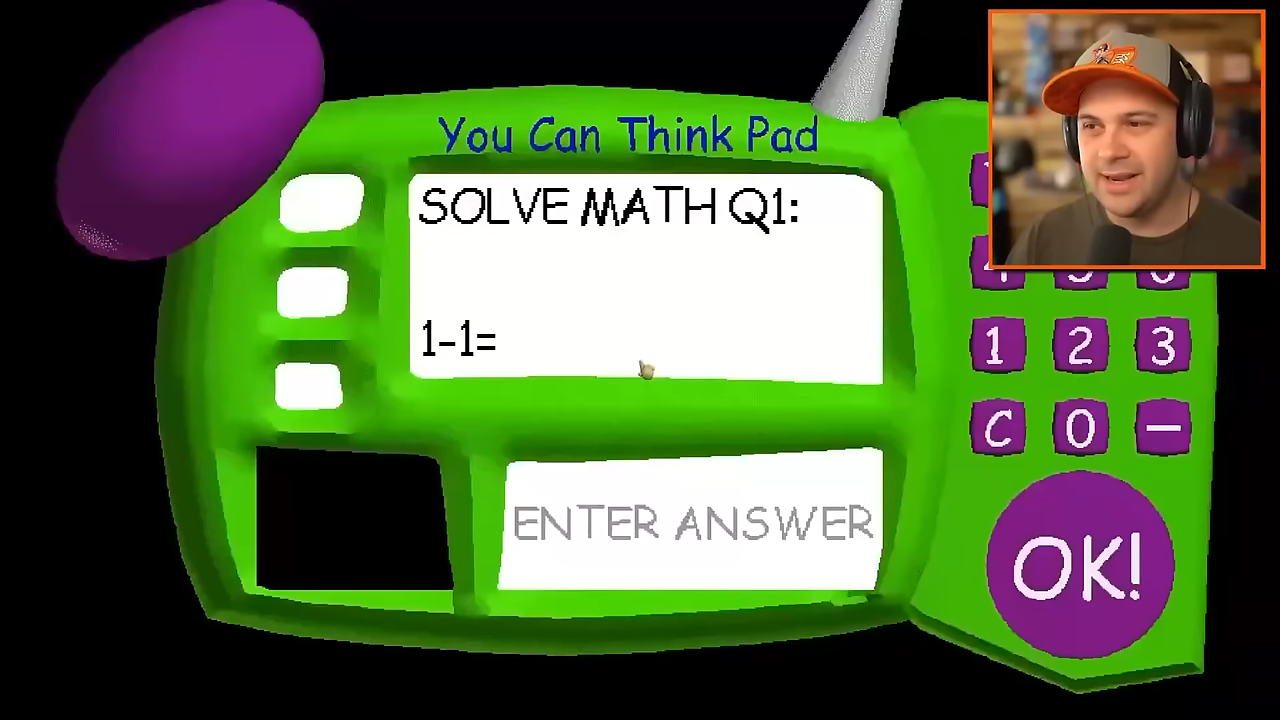 You Can Think Pad
SOLVE MATH Q1:
1-1=
ENTER ANSWER
1 2 3
C 0 —
OK!